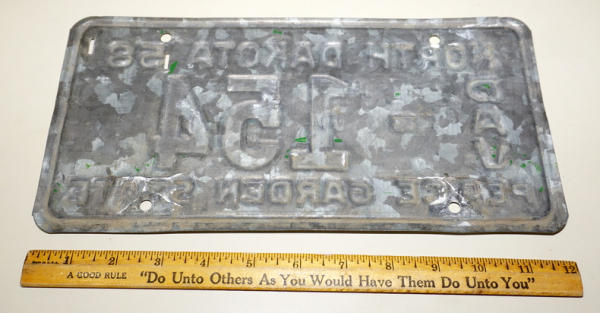 NORTH DAKOTA 58
DAV - 154
PEACE GARDEN STATE
1 2 3 4 5 6 7 8 9 10 11 12
A GOOD RULE "Do Unto Others As You Would Have Them Do Unto You"